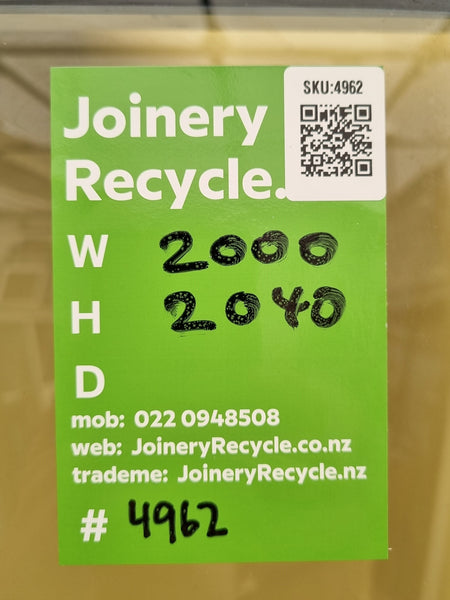 SKU:4962
Joinery
Recycle.
W 2000
H 2040
D
mob: 022 0948508
web: JoineryRecycle.co.nz
trademe: JoineryRecycle.nz
# 4962